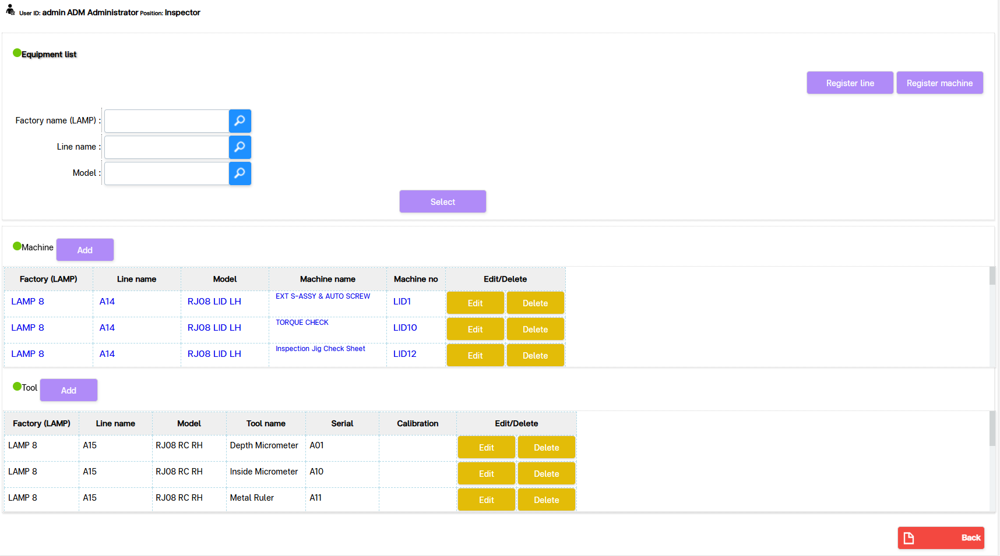 User ID: admin ADM Administrator Position: Inspector
Equipment list
Register line Register machine
Factory name (LAMP) :
Line name :
Model :
Select
Machine Add
Factory (LAMP) Line name Model Machine name Machine no Edit/Delete
LAMP 8 A14 RJ08 LID LH EXT S-ASSY & AUTO SCREW LID1 Edit Delete
LAMP 8 A14 RJ08 LID LH TORQUE CHECK LID10 Edit Delete
LAMP 8 A14 RJ08 LID LH Inspection Jig Check Sheet LID12 Edit Delete
Tool Add
Factory (LAMP) Line name Model Tool name Serial Calibration Edit/Delete
LAMP 8 A15 RJ08 RC RH Depth Micrometer A01 Edit Delete
LAMP 8 A15 RJ08 RC RH Inside Micrometer A10 Edit Delete
LAMP 8 A15 RJ08 RC RH Metal Ruler A11 Edit Delete
Back